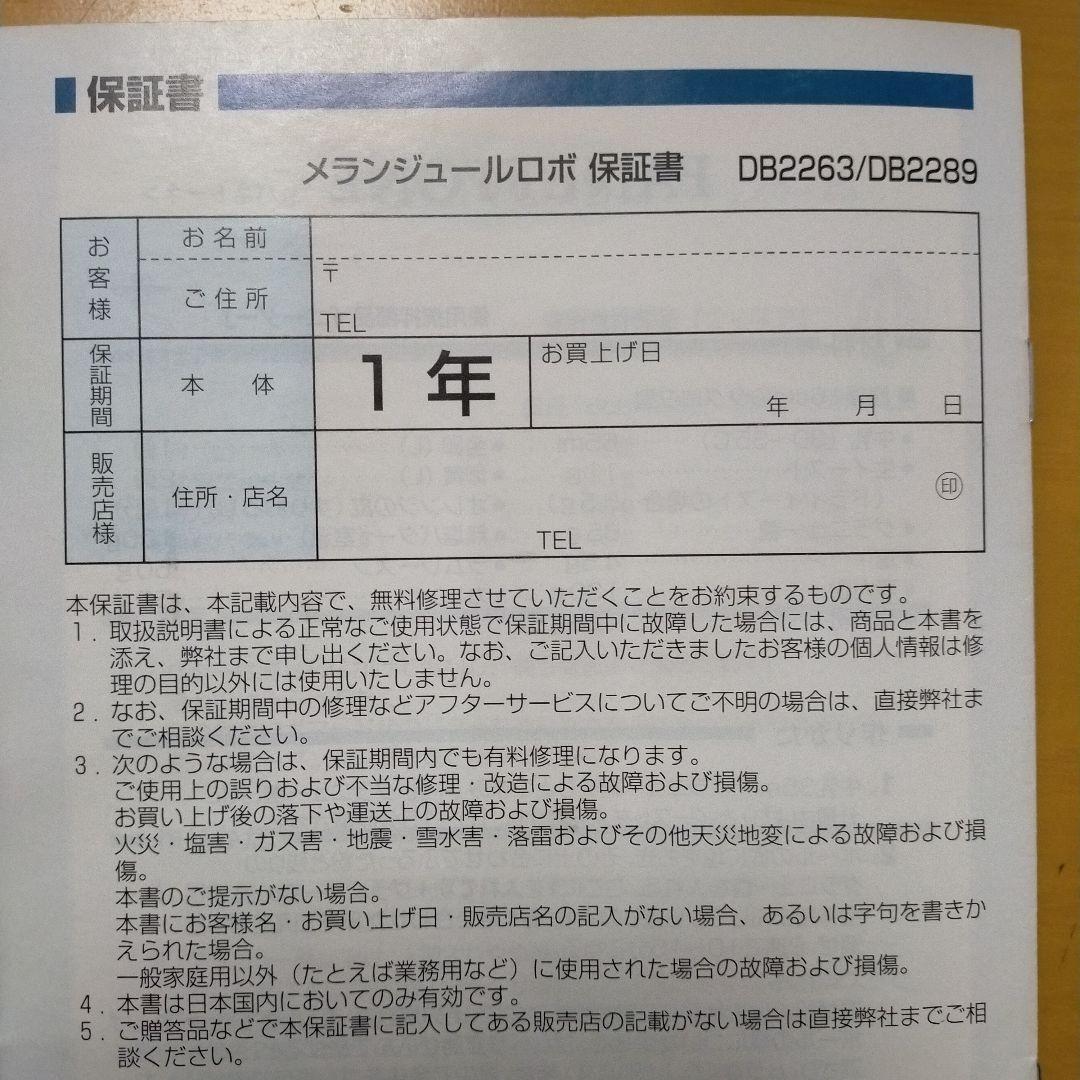 保証書
メランジュールロボ 保証書 DB2263/DB2289
お客様
お名前
ご住所
〒
TEL
保証期間
本 体
1年
お買上げ日
年 月 日
販売店様
住所・店名
㊞
TEL
本保証書は、本記載内容で、無料修理させていただくことをお約束するものです。
1. 取扱説明書による正常なご使用状態で保証期間中に故障した場合には、商品と本書を
添え、弊社まで申し出ください。なお、ご記入いただきましたお客様の個人情報は修
理の目的以外には使用いたしません。
2. なお、保証期間中の修理などアフターサービスについてご不明の場合は、直接弊社ま
でご相談ください。
3. 次のような場合は、保証期間内でも有料修理になります。
ご使用上の誤りおよび不当な修理・改造による故障および損傷。
お買い上げ後の落下や運送上の故障および損傷。
火災・塩害・ガス害・地震・雪水害・落雷およびその他天災地変による故障および損
傷。
本書のご提示がない場合。
本書にお客様名・お買い上げ日・販売店名の記入がない場合、あるいは字句を書きか
えられた場合。
一般家庭用以外（たとえば業務用など）に使用された場合の故障および損傷。
4. 本書は日本国内においてのみ有効です。
5. ご贈答品などで本保証書に記入してある販売店の記載がない場合は直接弊社までご相
談ください。